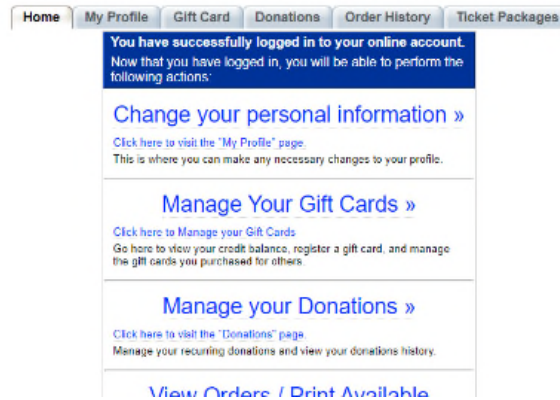 Home My Profile Gift Card Donations Order History Ticket Packages
You have successfully logged in to your online account.
Now that you have logged in, you will be able to perform the
following actions:
Change your personal information »
Click here to visit the "My Profile" page.
This is where you can make any necessary changes to your profile.
Manage Your Gift Cards »
Click here to Manage your Gift Cards
Go here to view your credit balance, register a gift card, and manage
the gift cards you purchased for others.
Manage your Donations »
Click here to visit the "Donations" page.
Manage your recurring donations and view your donations history.
View Orders / Print Available